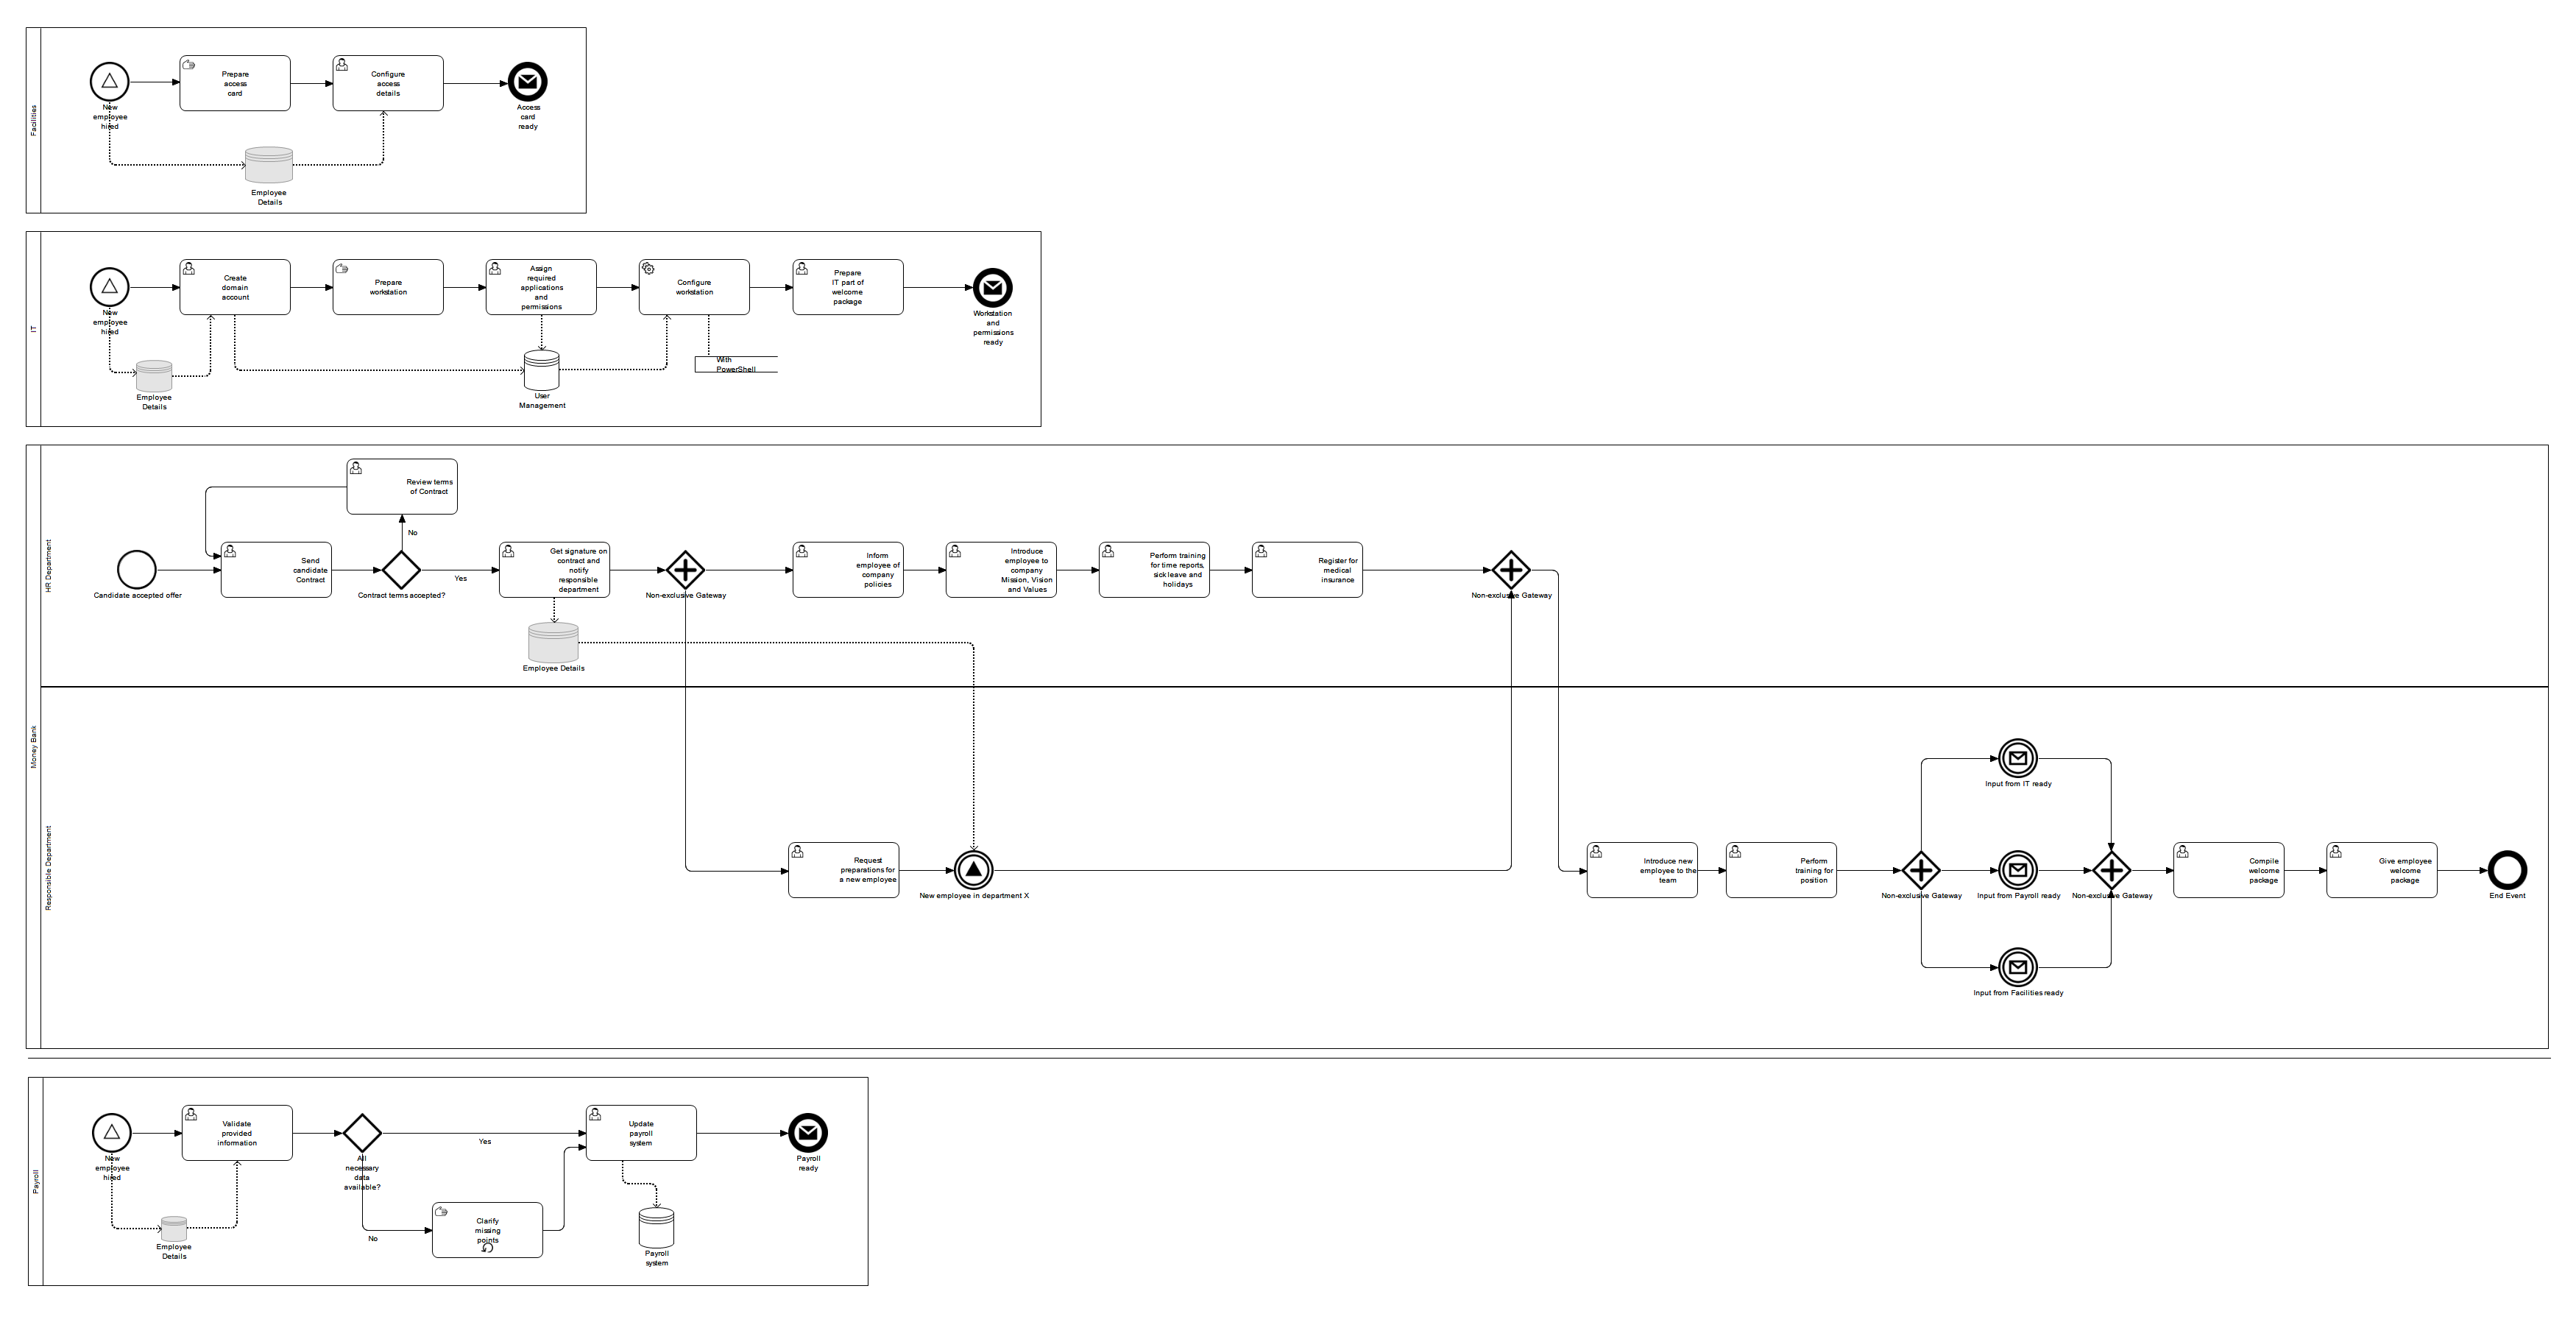 Facilities
Prepare
access
card
Configure
access
details
New
employee
hired
Access
card
ready
Employee
Details
IT
Create
domain
account
Prepare
workstation
Assign
required
applications
and
permissions
Configure
workstation
Prepare
IT part of
welcome
package
New
employee
hired
Workstation
and
permissions
ready
With
PowerShell
Employee
Details
User
Management
Money Bank
HR Department
Review terms
of Contract
No
Send
candidate
Contract
Yes
Get signature on
contract and
notify
responsible
department
Inform
employee of
company
policies
Introduce
employee to
company
Mission, Vision
and Values
Perform training
for time reports,
sick leave and
holidays
Register for
medical
insurance
Candidate accepted offer
Contract terms accepted?
Non-exclusive Gateway
Non-exclusive Gateway
Employee Details
Responsible Department
Input from IT ready
Request
preparations for
a new employee
New employee in department X
Introduce new
employee to the
team
Perform
training for
position
Non-exclusive Gateway
Input from Payroll ready
Non-exclusive Gateway
Compile
welcome
package
Give employee
welcome
package
End Event
Input from Facilities ready
Payroll
Validate
provided
information
Yes
Update
payroll
system
New
employee
hired
All
necessary
data
available?
Payroll
ready
No
Clarify
missing
points
Employee
Details
Payroll
system